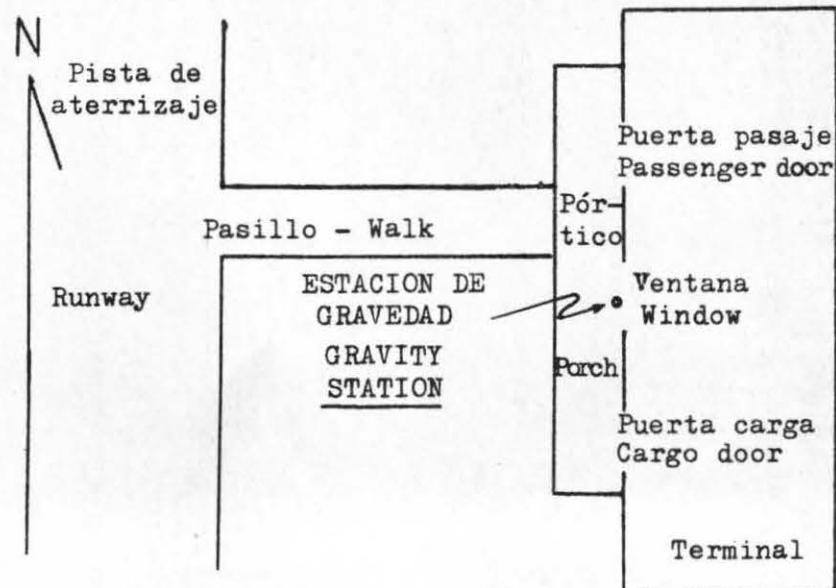 N
Pista de
aterrizaje
Runway
Pasillo - Walk
ESTACION DE
GRAVEDAD
GRAVITY
STATION
Pór-
tico
Porch
Puerta pasaje
Passenger door
Ventana
Window
Puerta carga
Cargo door
Terminal